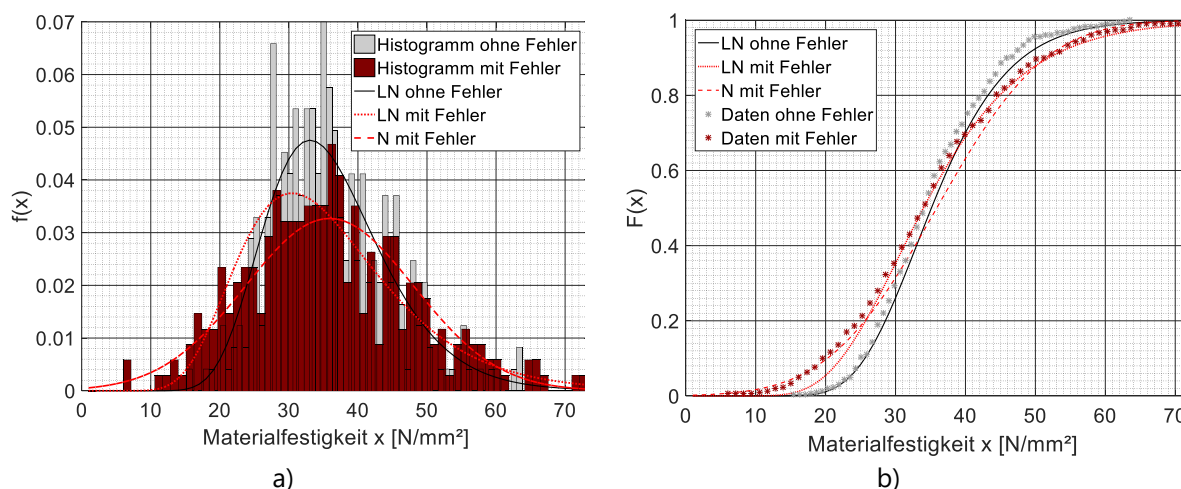 0.07
0.06
0.05
0.04
0.03
0.02
0.01
0
f(x)
Histogramm ohne Fehler
Histogramm mit Fehler
LN ohne Fehler
LN mit Fehler
N mit Fehler
0 10 20 30 40 50 60 70
Materialfestigkeit x [N/mm²]
a)
1
0.8
0.6
0.4
0.2
0
F(x)
LN ohne Fehler
LN mit Fehler
N mit Fehler
Daten ohne Fehler
Daten mit Fehler
0 10 20 30 40 50 60 70
Materialfestigkeit x [N/mm²]
b)